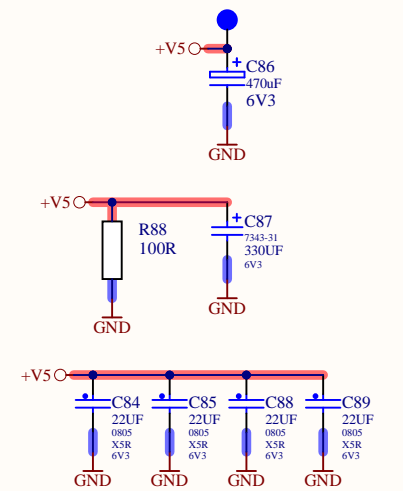 +V5
+
C86
470uF
6V3
GND
+V5
R88
100R
+
C87
7343-31
330UF
6V3
GND
GND
+V5
C84
22UF
0805
X5R
6V3
GND
C85
22UF
0805
X5R
6V3
GND
C88
22UF
0805
X5R
6V3
GND
C89
22UF
0805
X5R
6V3
GND